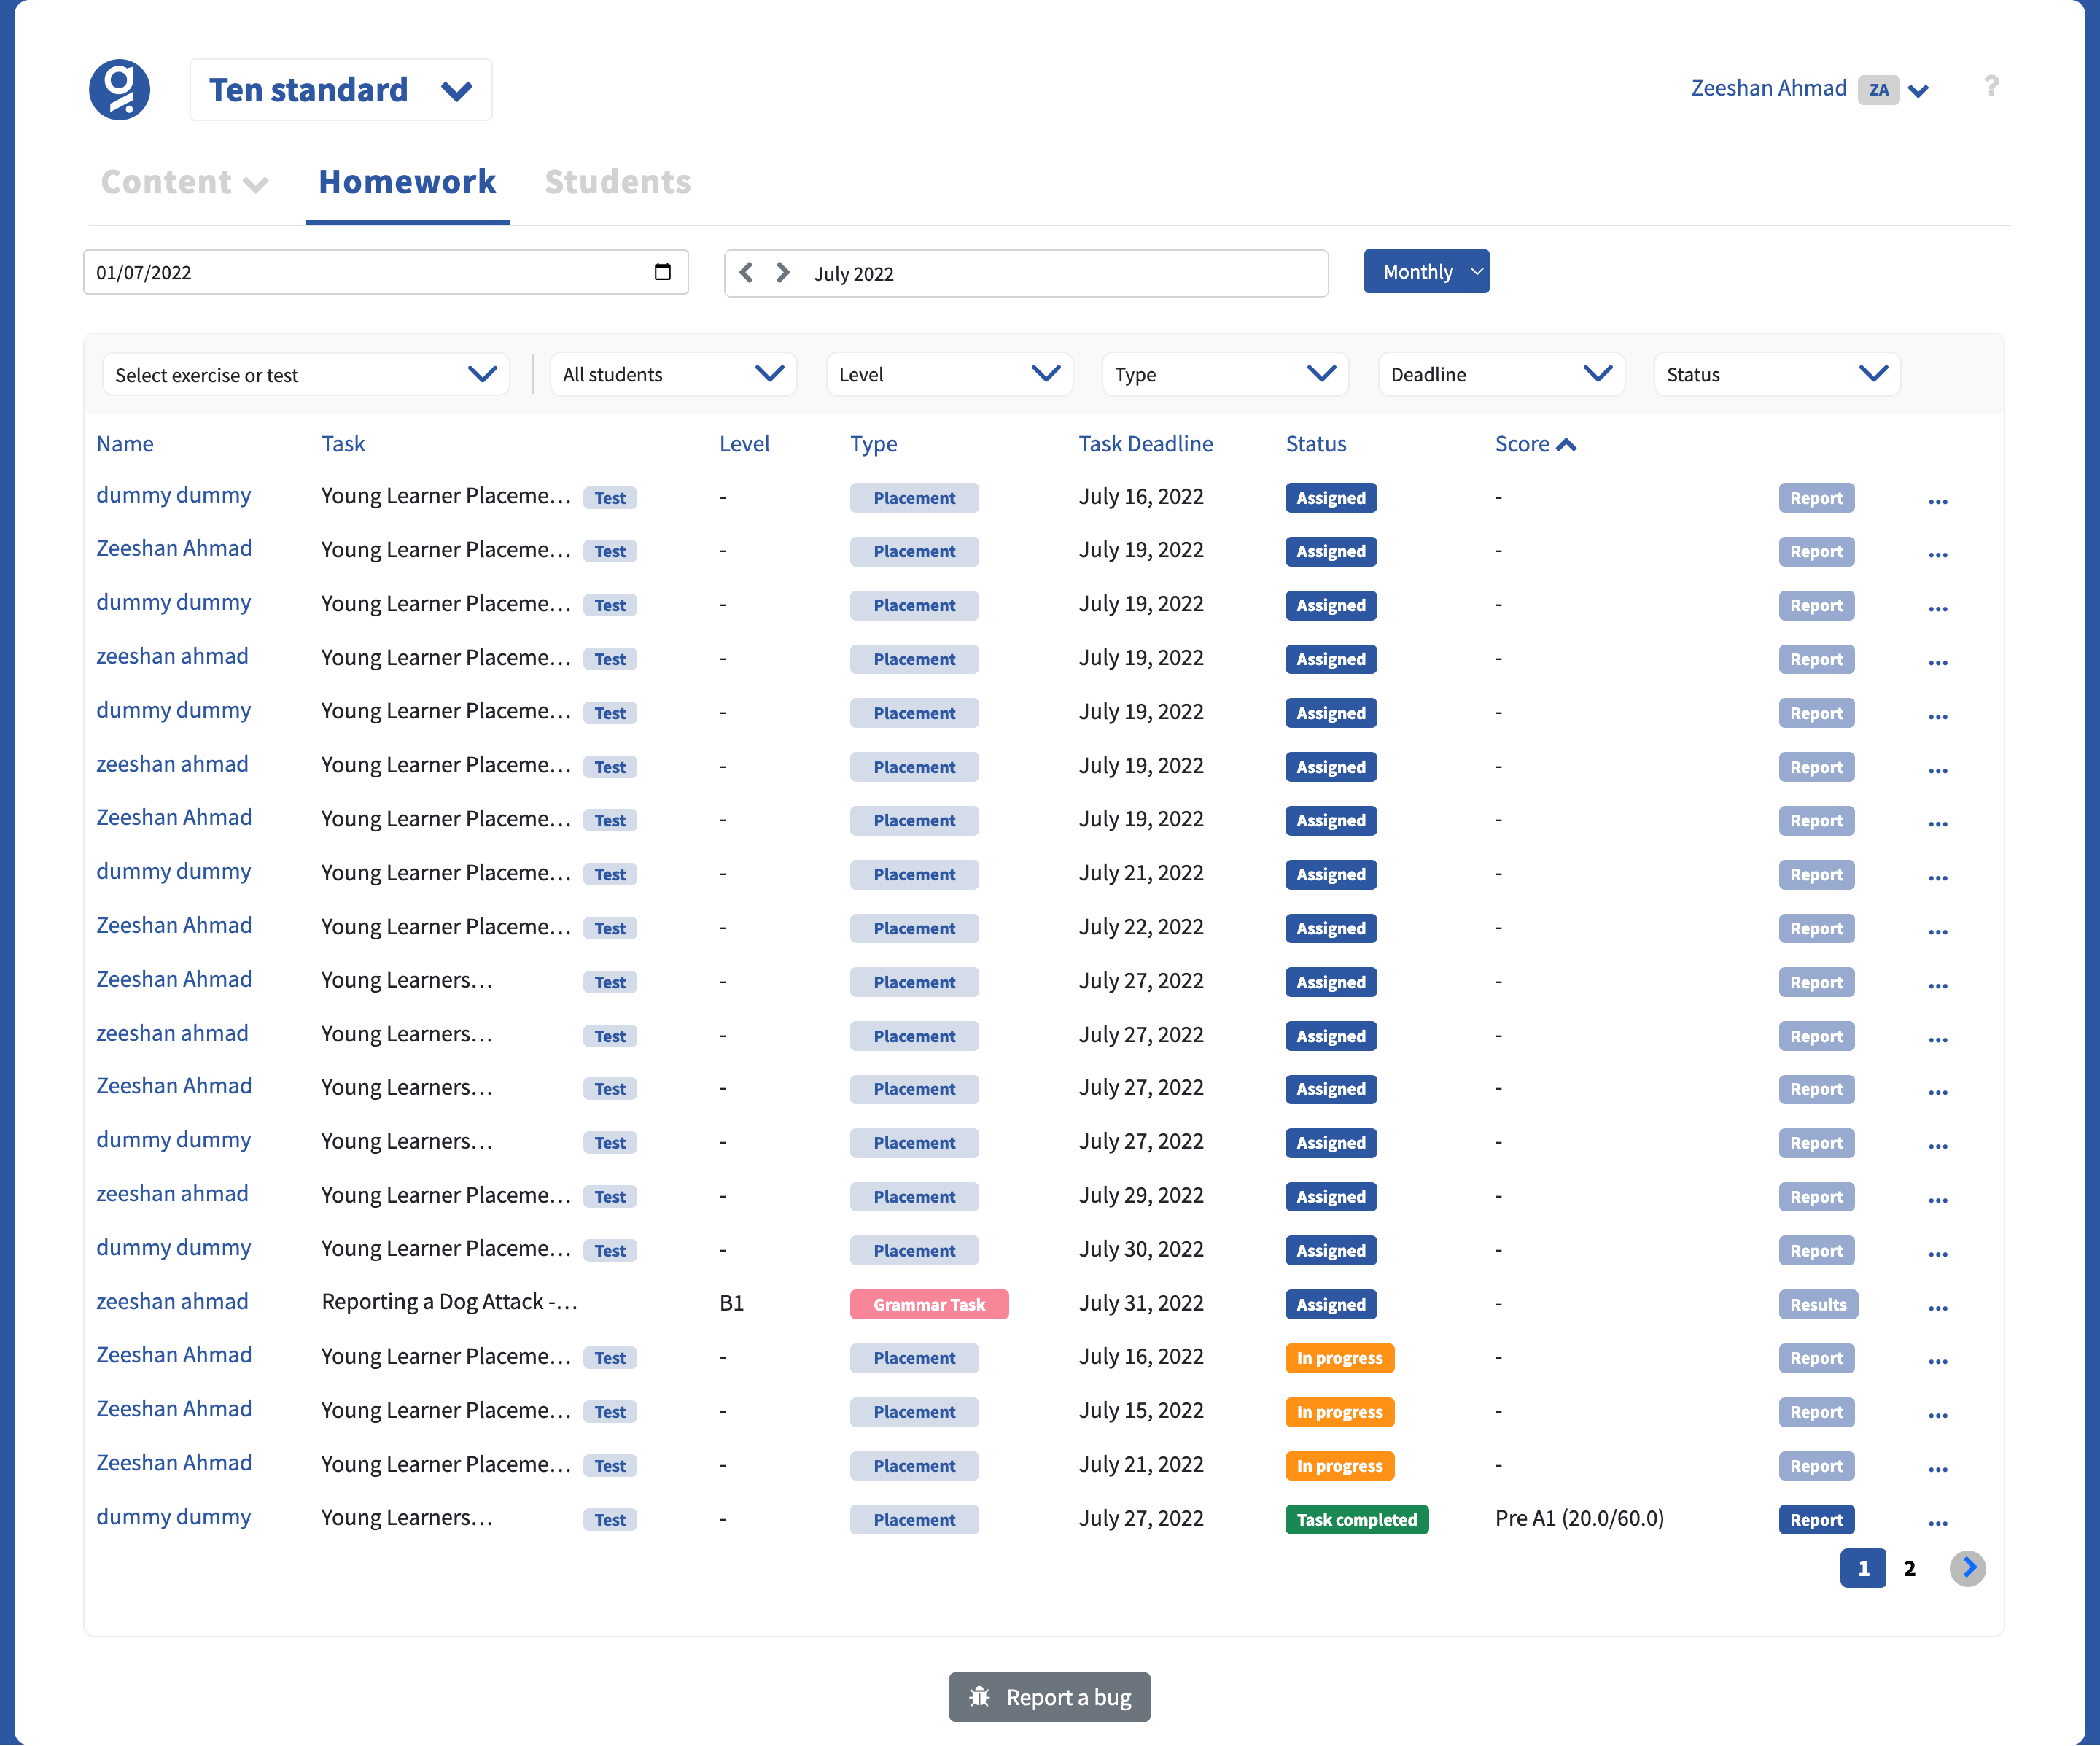 Ten standard
Zeeshan Ahmad ZA ?
Content Homework Students
01/07/2022 July 2022 Monthly
Select exercise or test All students Level Type Deadline Status
Name Task Level Type Task Deadline Status Score
dummy dummy Young Learner Placeme... Test - Placement July 16, 2022 Assigned - Report ...
Zeeshan Ahmad Young Learner Placeme... Test - Placement July 19, 2022 Assigned - Report ...
dummy dummy Young Learner Placeme... Test - Placement July 19, 2022 Assigned - Report ...
zeeshan ahmad Young Learner Placeme... Test - Placement July 19, 2022 Assigned - Report ...
dummy dummy Young Learner Placeme... Test - Placement July 19, 2022 Assigned - Report ...
zeeshan ahmad Young Learner Placeme... Test - Placement July 19, 2022 Assigned - Report ...
Zeeshan Ahmad Young Learner Placeme... Test - Placement July 19, 2022 Assigned - Report ...
dummy dummy Young Learner Placeme... Test - Placement July 21, 2022 Assigned - Report ...
Zeeshan Ahmad Young Learner Placeme... Test - Placement July 22, 2022 Assigned - Report ...
Zeeshan Ahmad Young Learners... Test - Placement July 27, 2022 Assigned - Report ...
zeeshan ahmad Young Learners... Test - Placement July 27, 2022 Assigned - Report ...
Zeeshan Ahmad Young Learners... Test - Placement July 27, 2022 Assigned - Report ...
dummy dummy Young Learners... Test - Placement July 27, 2022 Assigned - Report ...
zeeshan ahmad Young Learner Placeme... Test - Placement July 29, 2022 Assigned - Report ...
dummy dummy Young Learner Placeme... Test - Placement July 30, 2022 Assigned - Report ...
zeeshan ahmad Reporting a Dog Attack -... B1 Grammar Task July 31, 2022 Assigned - Results ...
Zeeshan Ahmad Young Learner Placeme... Test - Placement July 16, 2022 In progress - Report ...
Zeeshan Ahmad Young Learner Placeme... Test - Placement July 15, 2022 In progress - Report ...
Zeeshan Ahmad Young Learner Placeme... Test - Placement July 21, 2022 In progress - Report ...
dummy dummy Young Learners... Test - Placement July 27, 2022 Task completed Pre A1 (20.0/60.0) Report ...
1 2
Report a bug